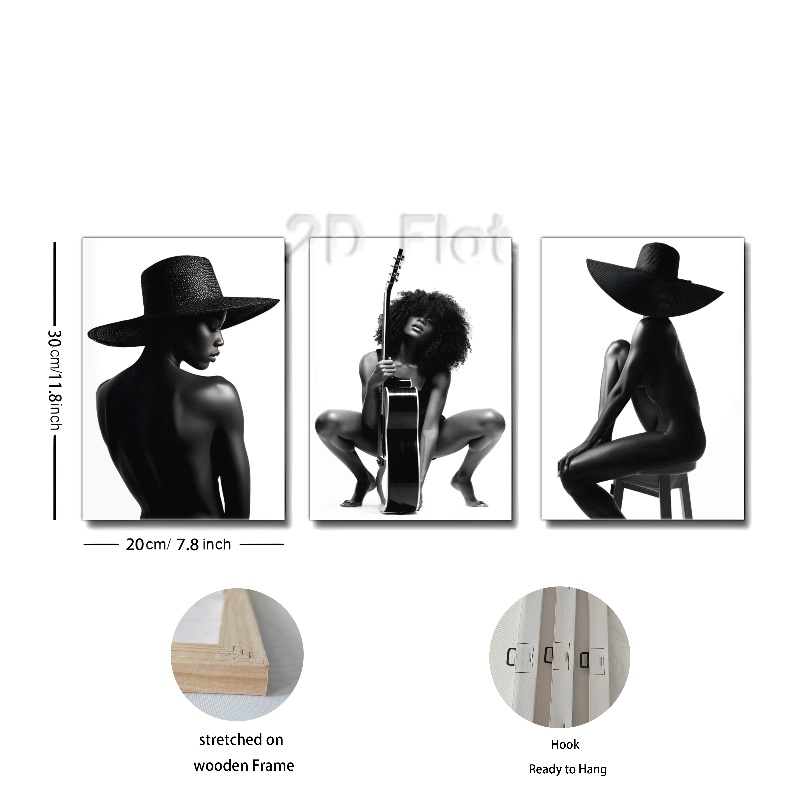 2D Flat
30cm/11.8inch
20cm/ 7.8 inch
stretched on
wooden Frame
Hook
Ready to Hang